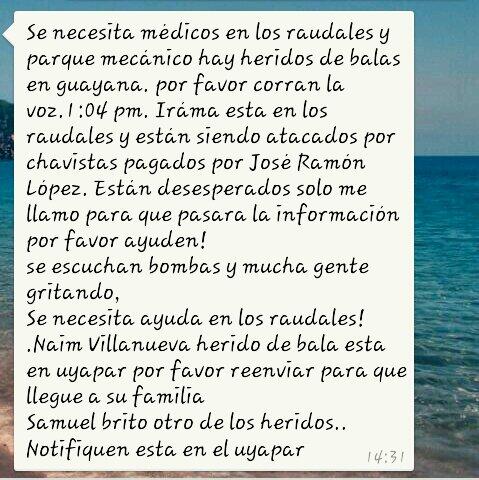 Se necesita médicos en los raudales y
parque mecánico hay heridos de balas
en guayana. por favor corran la
voz.1:04 pm. Iráma esta en los
raudales y están siendo atacados por
chavistas pagados por José Ramón
López. Están desesperados solo me
llamo para que pasara la información
por favor ayuden!
se escuchan bombas y mucha gente
gritando,
Se necesita ayuda en los raudales!
.Naim Villanueva herido de bala esta
en uyapar por favor reenviar para que
llegue a su familia
Samuel brito otro de los heridos..
Notifiquen esta en el uyapar
14:31